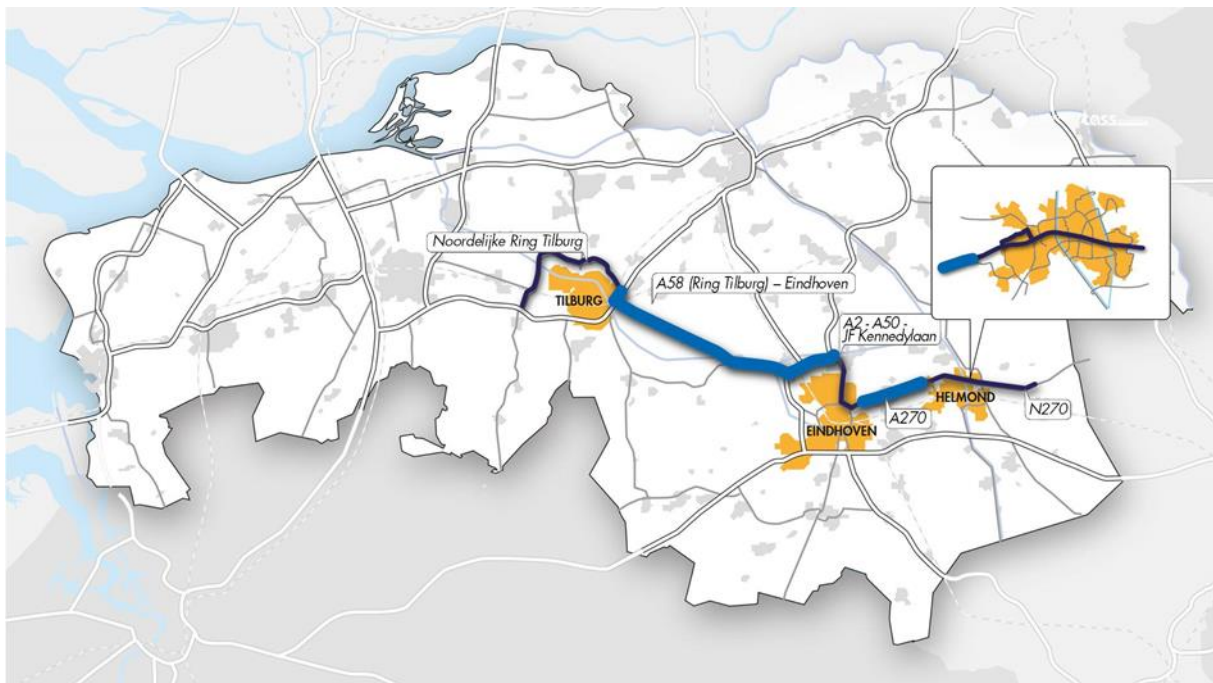 Noordelijke Ring Tilburg
TILBURG
A58 (Ring Tilburg) – Eindhoven
A2 - A50 -
JF Kennedylaan
HELMOND
N270
A270
EINDHOVEN